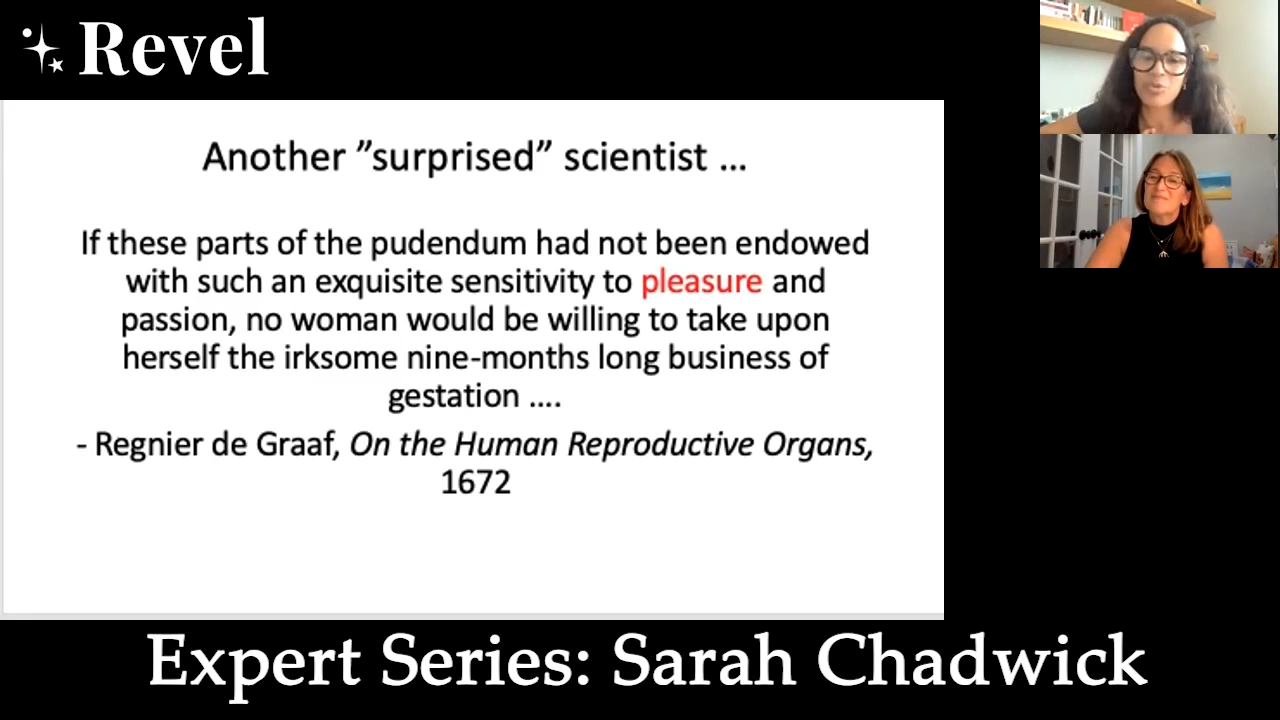 Revel
Another ”surprised” scientist ...
If these parts of the pudendum had not been endowed
with such an exquisite sensitivity to pleasure and
passion, no woman would be willing to take upon
herself the irksome nine-months long business of
gestation ....
- Regnier de Graaf, On the Human Reproductive Organs,
1672
Expert Series: Sarah Chadwick